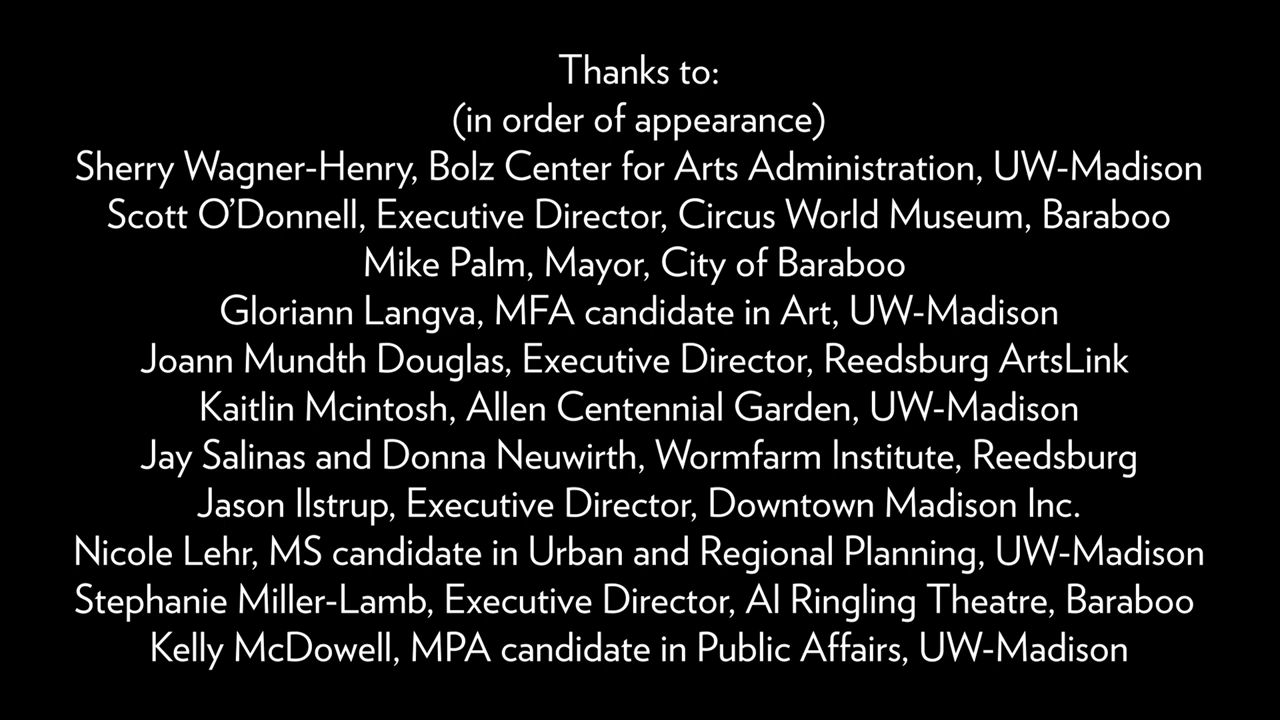 Thanks to:
(in order of appearance)
Sherry Wagner-Henry, Bolz Center for Arts Administration, UW-Madison
Scott O’Donnell, Executive Director, Circus World Museum, Baraboo
Mike Palm, Mayor, City of Baraboo
Gloriann Langva, MFA candidate in Art, UW-Madison
Joann Mundth Douglas, Executive Director, Reedsburg ArtsLink
Kaitlin Mcintosh, Allen Centennial Garden, UW-Madison
Jay Salinas and Donna Neuwirth, Wormfarm Institute, Reedsburg
Jason Ilstrup, Executive Director, Downtown Madison Inc.
Nicole Lehr, MS candidate in Urban and Regional Planning, UW-Madison
Stephanie Miller-Lamb, Executive Director, Al Ringling Theatre, Baraboo
Kelly McDowell, MPA candidate in Public Affairs, UW-Madison